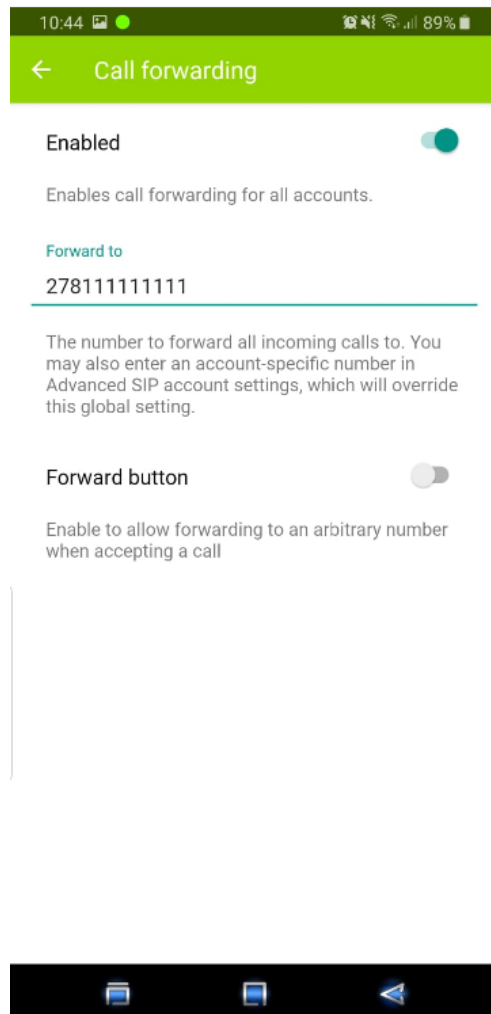 10:44 89%
Call forwarding
Enabled
Enables call forwarding for all accounts.
Forward to
278111111111
The number to forward all incoming calls to. You
may also enter an account-specific number in
Advanced SIP account settings, which will override
this global setting.
Forward button
Enable to allow forwarding to an arbitrary number
when accepting a call